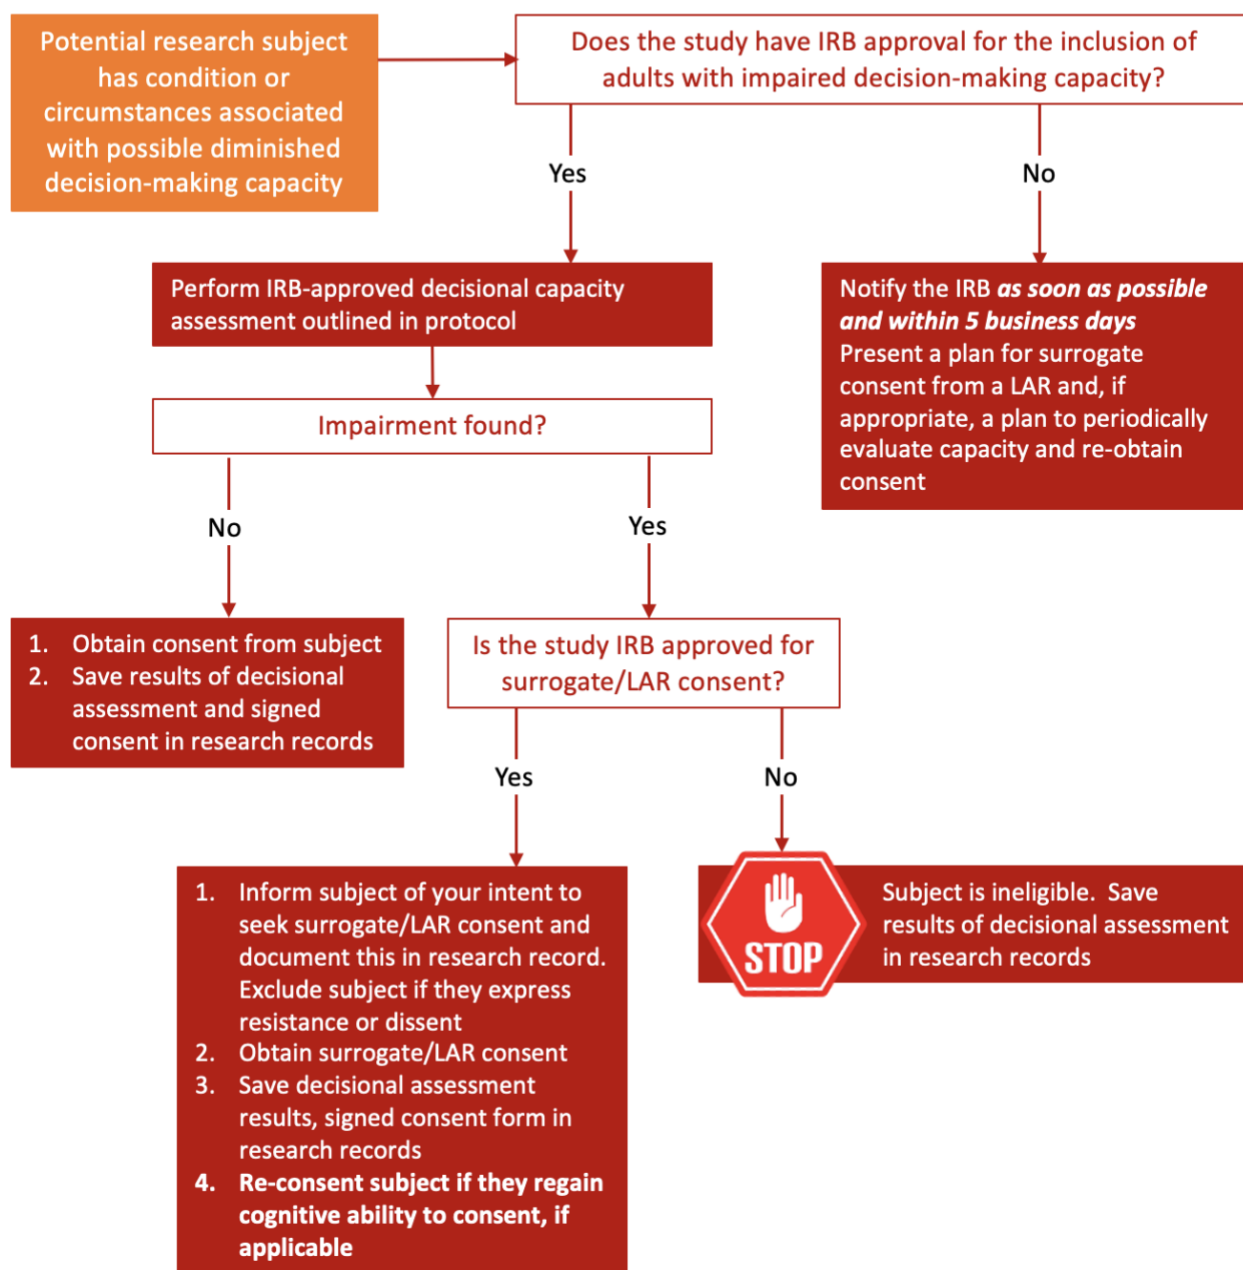 Potential research subject
has condition or
circumstances associated
with possible diminished
decision-making capacity
Does the study have IRB approval for the inclusion of
adults with impaired decision-making capacity?
Yes
No
Perform IRB-approved decisional capacity
assessment outlined in protocol
Notify the IRB as soon as possible
and within 5 business days
Present a plan for surrogate
consent from a LAR and, if
appropriate, a plan to periodically
evaluate capacity and re-obtain
consent
Impairment found?
No
Yes
1. Obtain consent from subject
2. Save results of decisional
assessment and signed
consent in research records
Is the study IRB approved for
surrogate/LAR consent?
Yes
No
1. Inform subject of your intent to
seek surrogate/LAR consent and
document this in research record.
Exclude subject if they express
resistance or dissent
2. Obtain surrogate/LAR consent
3. Save decisional assessment
results, signed consent form in
research records
4. Re-consent subject if they regain
cognitive ability to consent, if
applicable
STOP
Subject is ineligible. Save
results of decisional assessment
in research records